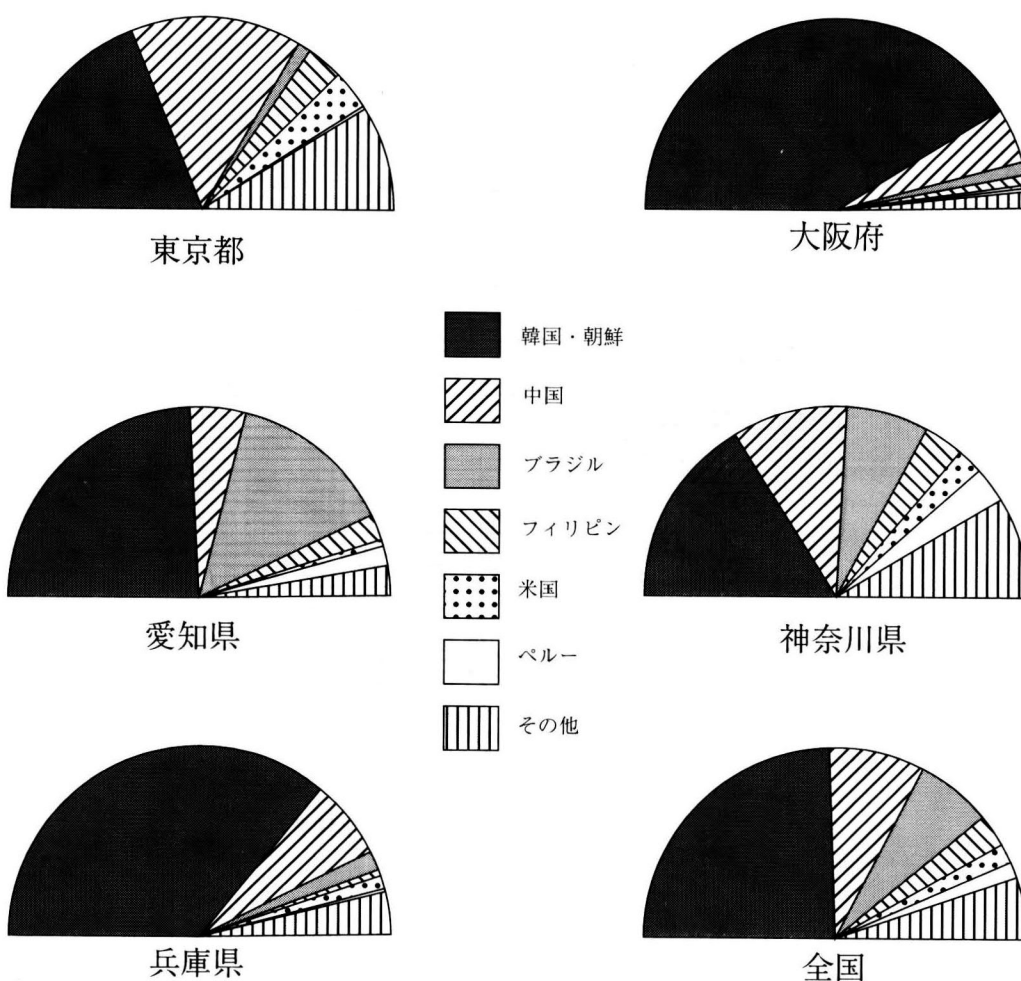 東京都
大阪府
韓国・朝鮮
中国
ブラジル
フィリピン
米国
ペルー
その他
愛知県
神奈川県
兵庫県
全国